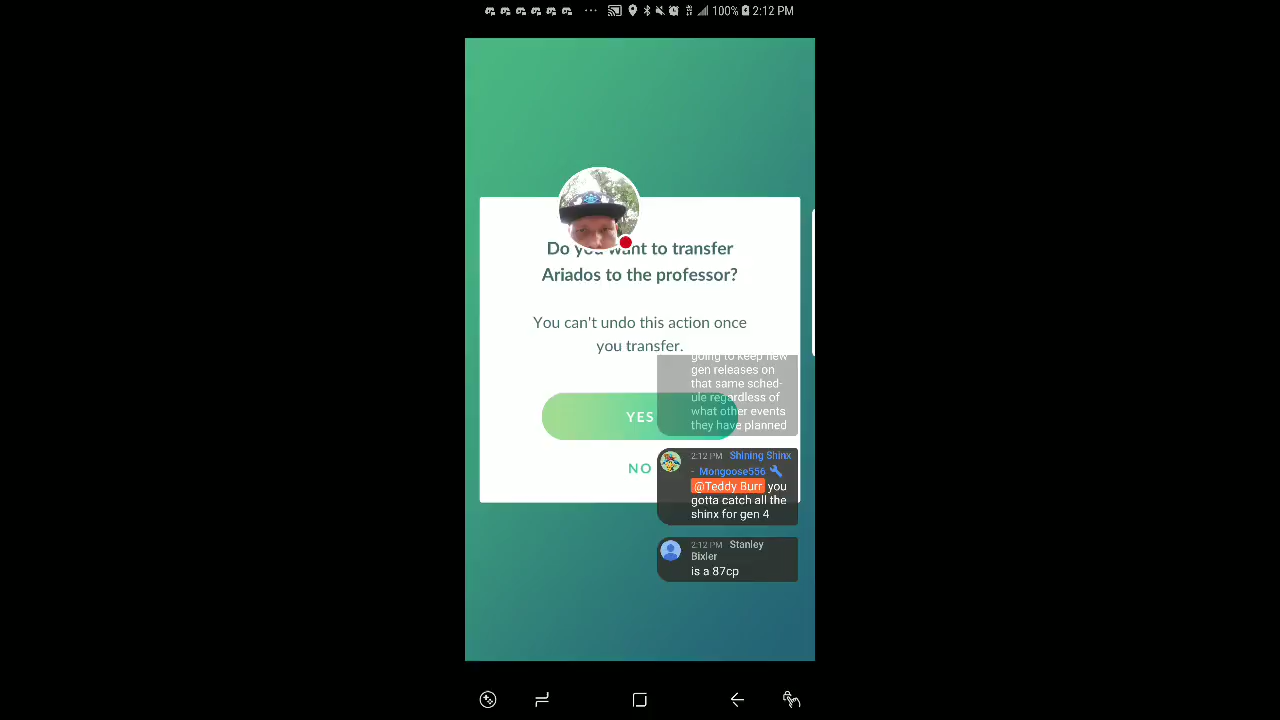 100% 2:12 PM
Do you want to transfer
Ariados to the professor?
You can't undo this action once
you transfer.
YES
NO
going to keep new
gen releases on
that same sched-
ule regardless of
what other events
they have planned
2:12 PM Shining Shinx
- Mongoose556
@Teddy Burr you
gotta catch all the
shinx for gen 4
2:12 PM Stanley
Bixler
is a 87cp